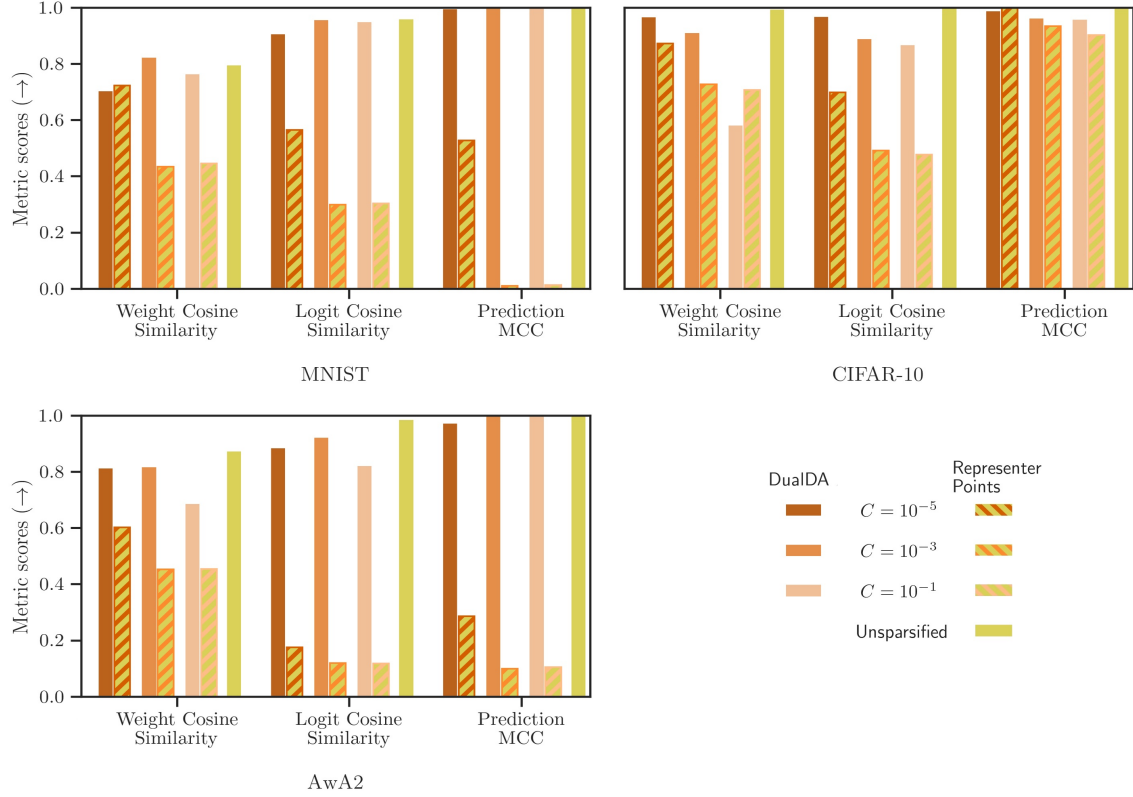 Metric scores (→)
1.0
0.8
0.6
0.4
0.2
0.0
Weight Cosine
Similarity
Logit Cosine
Similarity
Prediction
MCC
MNIST
Weight Cosine
Similarity
Logit Cosine
Similarity
Prediction
MCC
CIFAR-10
Metric scores (→)
1.0
0.8
0.6
0.4
0.2
0.0
Weight Cosine
Similarity
Logit Cosine
Similarity
Prediction
MCC
AwA2
DualDA
Representer
Points
C = 10⁻⁵
C = 10⁻³
C = 10⁻¹
Unsparsified